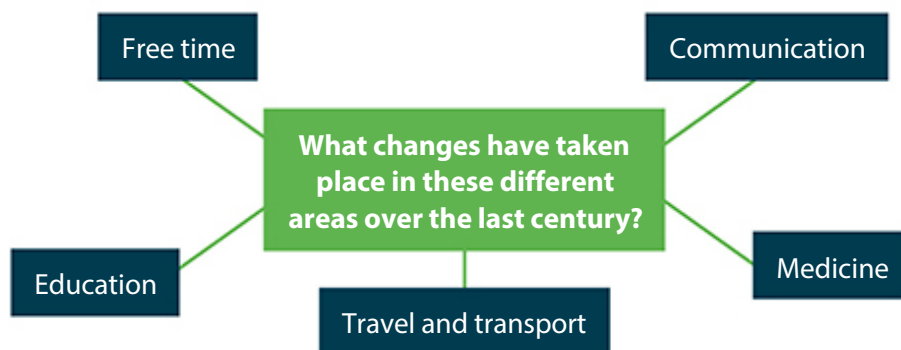 Free time
Communication
What changes have taken
place in these different
areas over the last century?
Education
Medicine
Travel and transport